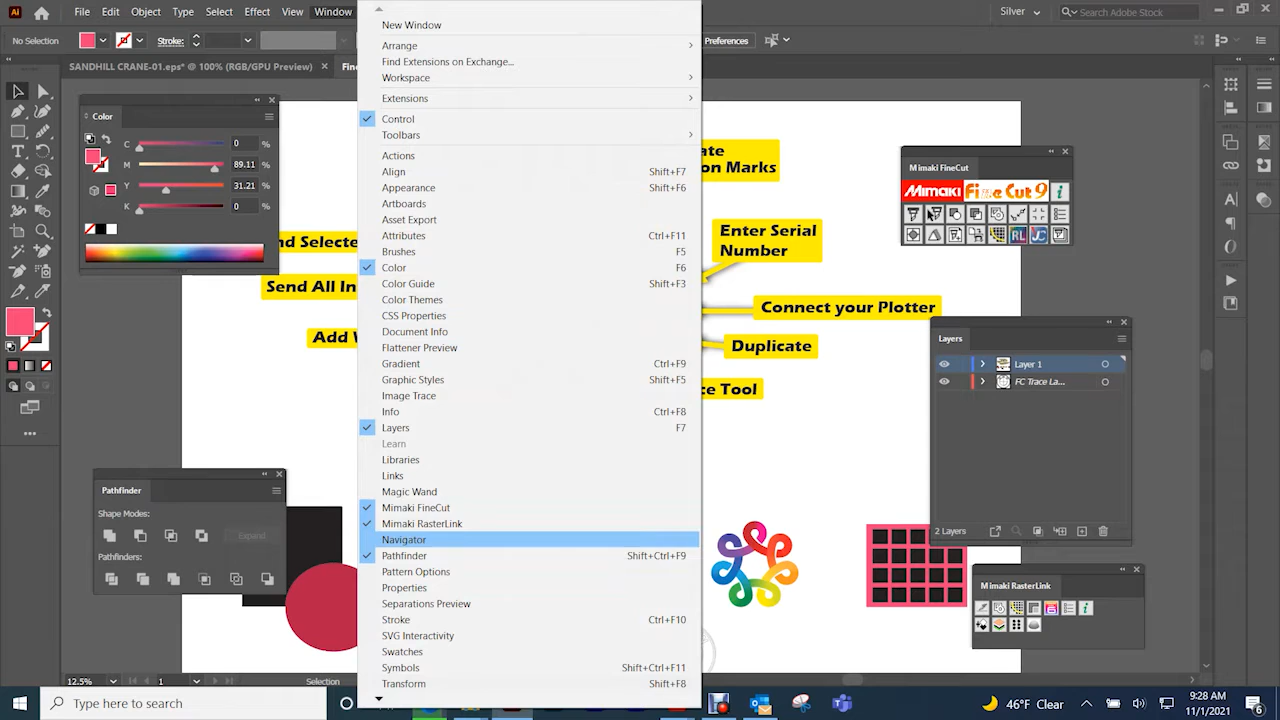 File
Edit
Object
Type
Select
Effect
View
Window
Silver
Search Adobe Stock
No Selection
Stroke:
Preferences
SANDHILL CRANE-01.eps* @ 100% (RGB/GPU Preview)
New Window
Arrange
Find Extensions on Exchange...
Workspace
Extensions
Control
Toolbars
Actions
Align Shift+F7
Appearance Shift+F6
Artboards
Asset Export
Attributes Ctrl+F11
Brushes F5
Color F6
Color Guide Shift+F3
Color Themes
CSS Properties
Document Info
Flattener Preview
Gradient Ctrl+F9
Graphic Styles Shift+F5
Image Trace
Info Ctrl+F8
Layers F7
Learn
Libraries
Links
Magic Wand
Mimaki FineCut
Mimaki RasterLink
Navigator
Pathfinder Shift+Ctrl+F9
Pattern Options
Properties
Separations Preview
Stroke Ctrl+F10
SVG Interactivity
Swatches
Symbols Shift+Ctrl+F11
Transform Shift+F8
Color
C 0 %
M 89.11 %
Y 31.21 %
K 0 %
Send All In
Add
on Marks
Enter Serial
Number
Connect your Plotter
Duplicate
Tool
Mimaki FineCut
Mimaki Fine Cut 9
RL
Layers
Layer 1
FC Trace La...
2 Layers
Mimaki RasterLink
Pathfinder
Shape Modes:
Expand
Pathfinders:
12.5%
1
Selection
Type here to search
48°F Clear
9:28 AM
11/1/202